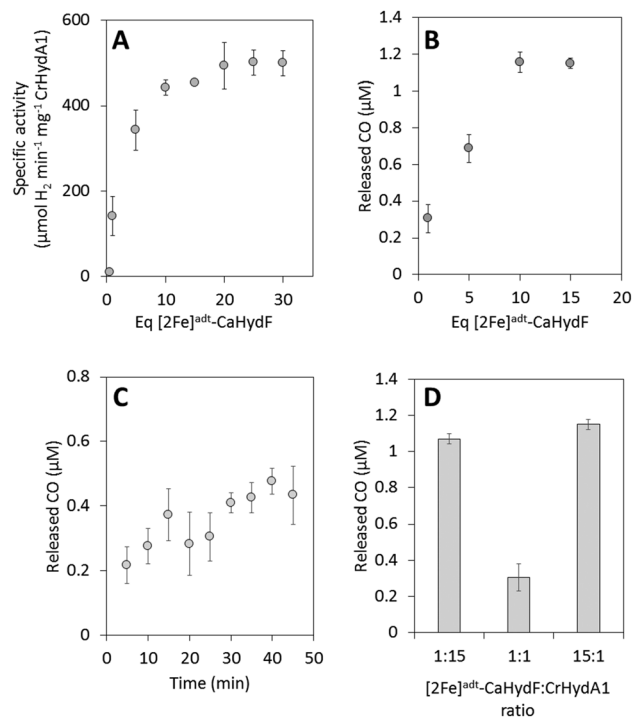 A
Specific activity
(μmol H₂ min⁻¹ mg⁻¹ CrHydA1)
600
400
200
0
0 10 20 30
Eq [2Fe]ᵃᵈᵗ-CaHydF
B
Released CO (μM)
1.4
1.2
1
0.8
0.6
0.4
0.2
0
0 5 10 15 20
Eq [2Fe]ᵃᵈᵗ-CaHydF
C
Released CO (μM)
0.8
0.6
0.4
0.2
0
0 10 20 30 40 50
Time (min)
D
Released CO (μM)
1.4
1.2
1
0.8
0.6
0.4
0.2
0
1:15 1:1 15:1
[2Fe]ᵃᵈᵗ-CaHydF:CrHydA1
ratio